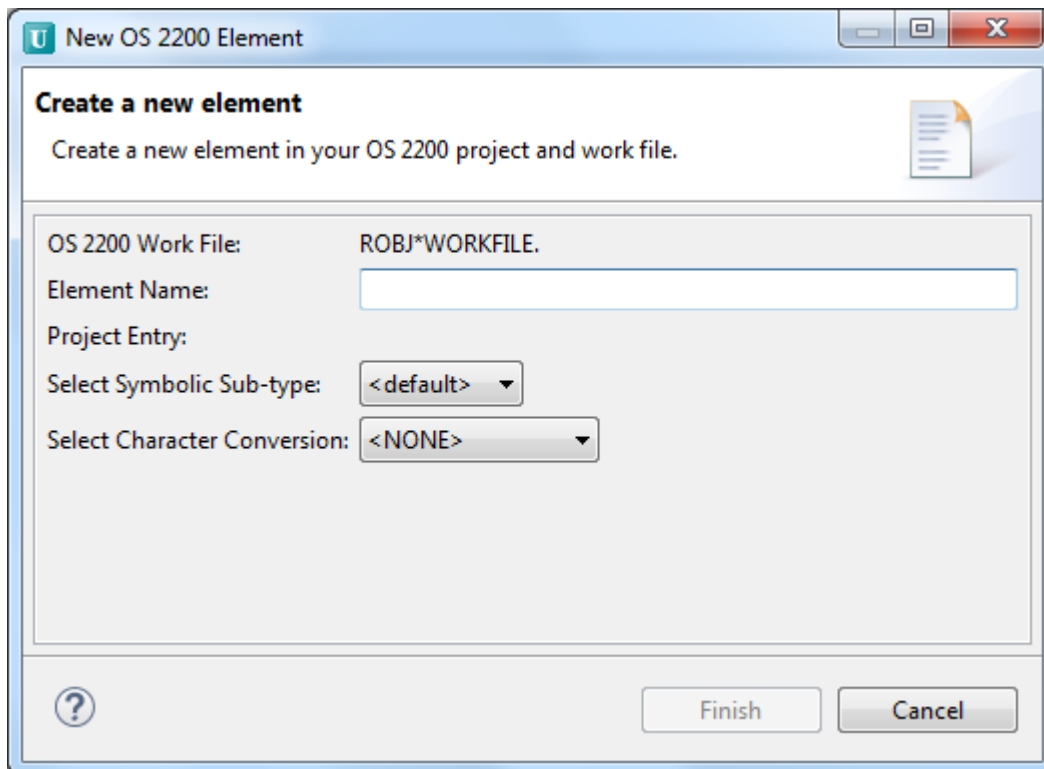 U New OS 2200 Element
Create a new element
Create a new element in your OS 2200 project and work file.
OS 2200 Work File: ROBJ*WORKFILE.
Element Name:
Project Entry:
Select Symbolic Sub-type: <default>
Select Character Conversion: <NONE>
? Finish Cancel